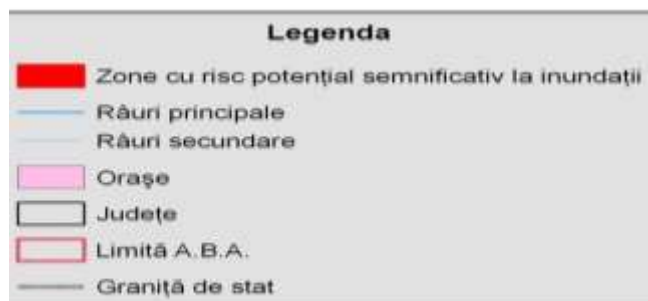 Legenda
Zone cu risc potențial semnificativ la inundații
Râuri principale
Râuri secundare
Orașe
Județe
Limită A.B.A.
Graniță de stat